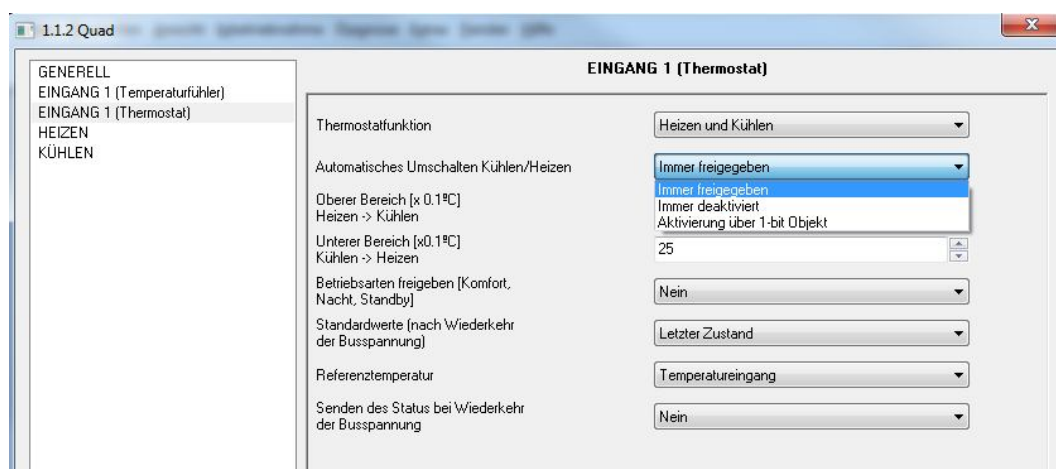 1.1.2 Quad
GENERELL
EINGANG 1 (Temperaturfühler)
EINGANG 1 (Thermostat)
HEIZEN
KÜHLEN
EINGANG 1 (Thermostat)
Thermostatfunktion
Heizen und Kühlen
Automatisches Umschalten Kühlen/Heizen
Immer freigegeben
Immer freigegeben
Immer deaktiviert
Aktivierung über 1-bit Objekt
Oberer Bereich [x 0.1ºC]
Heizen -> Kühlen
Unterer Bereich [x0.1ºC]
Kühlen -> Heizen
25
Betriebsarten freigeben [Komfort,
Nacht, Standby]
Nein
Standardwerte (nach Wiederkehr
der Busspannung)
Letzter Zustand
Referenztemperatur
Temperatureingang
Senden des Status bei Wiederkehr
der Busspannung
Nein